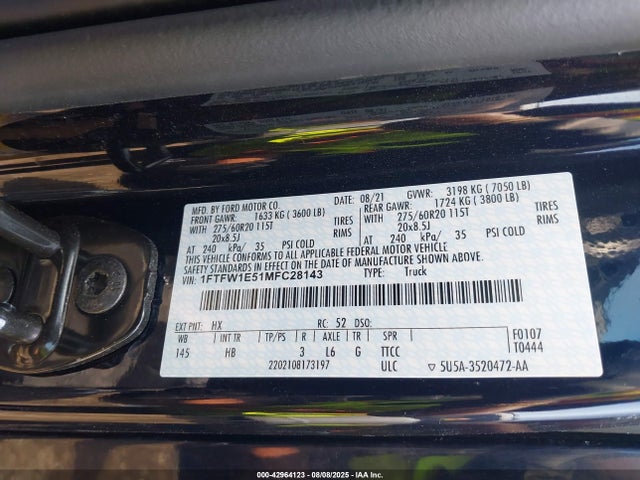 MFD. BY FORD MOTOR CO.
DATE: 08/21
GVWR: 3198 KG ( 7050 LB)
FRONT GAWR: 1633 KG ( 3600 LB)
REAR GAWR: 1724 KG ( 3800 LB)
WITH 275/60R20 115T TIRES
WITH 275/60R20 115T TIRES
20x8.5J RIMS
20x8.5J RIMS
AT 240 kPa/ 35 PSI COLD
AT 240 kPa/ 35 PSI COLD
THIS VEHICLE CONFORMS TO ALL APPLICABLE FEDERAL MOTOR VEHICLE
SAFETY AND THEFT PREVENTION STANDARDS IN EFFECT ON THE DATE OF MANUFACTURE SHOWN ABOVE.
VIN: 1FTFW1E51MFC28143
TYPE: Truck
EXT PNT: HX RC: 52 DSO:
F0107
T0444
WB INT TR TP/PS R AXLE TR SPR
145 HB 3 L6 G TTCC
2202108173197 ULC 5U5A-3520472-AA
000-42964123 - 08/08/2025 - IAA Inc.